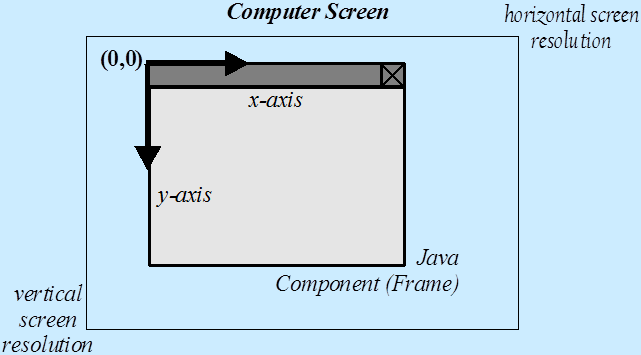 Computer Screen
horizontal screen
resolution
(0,0)
x-axis
y-axis
Java
Component (Frame)
vertical
screen
resolution